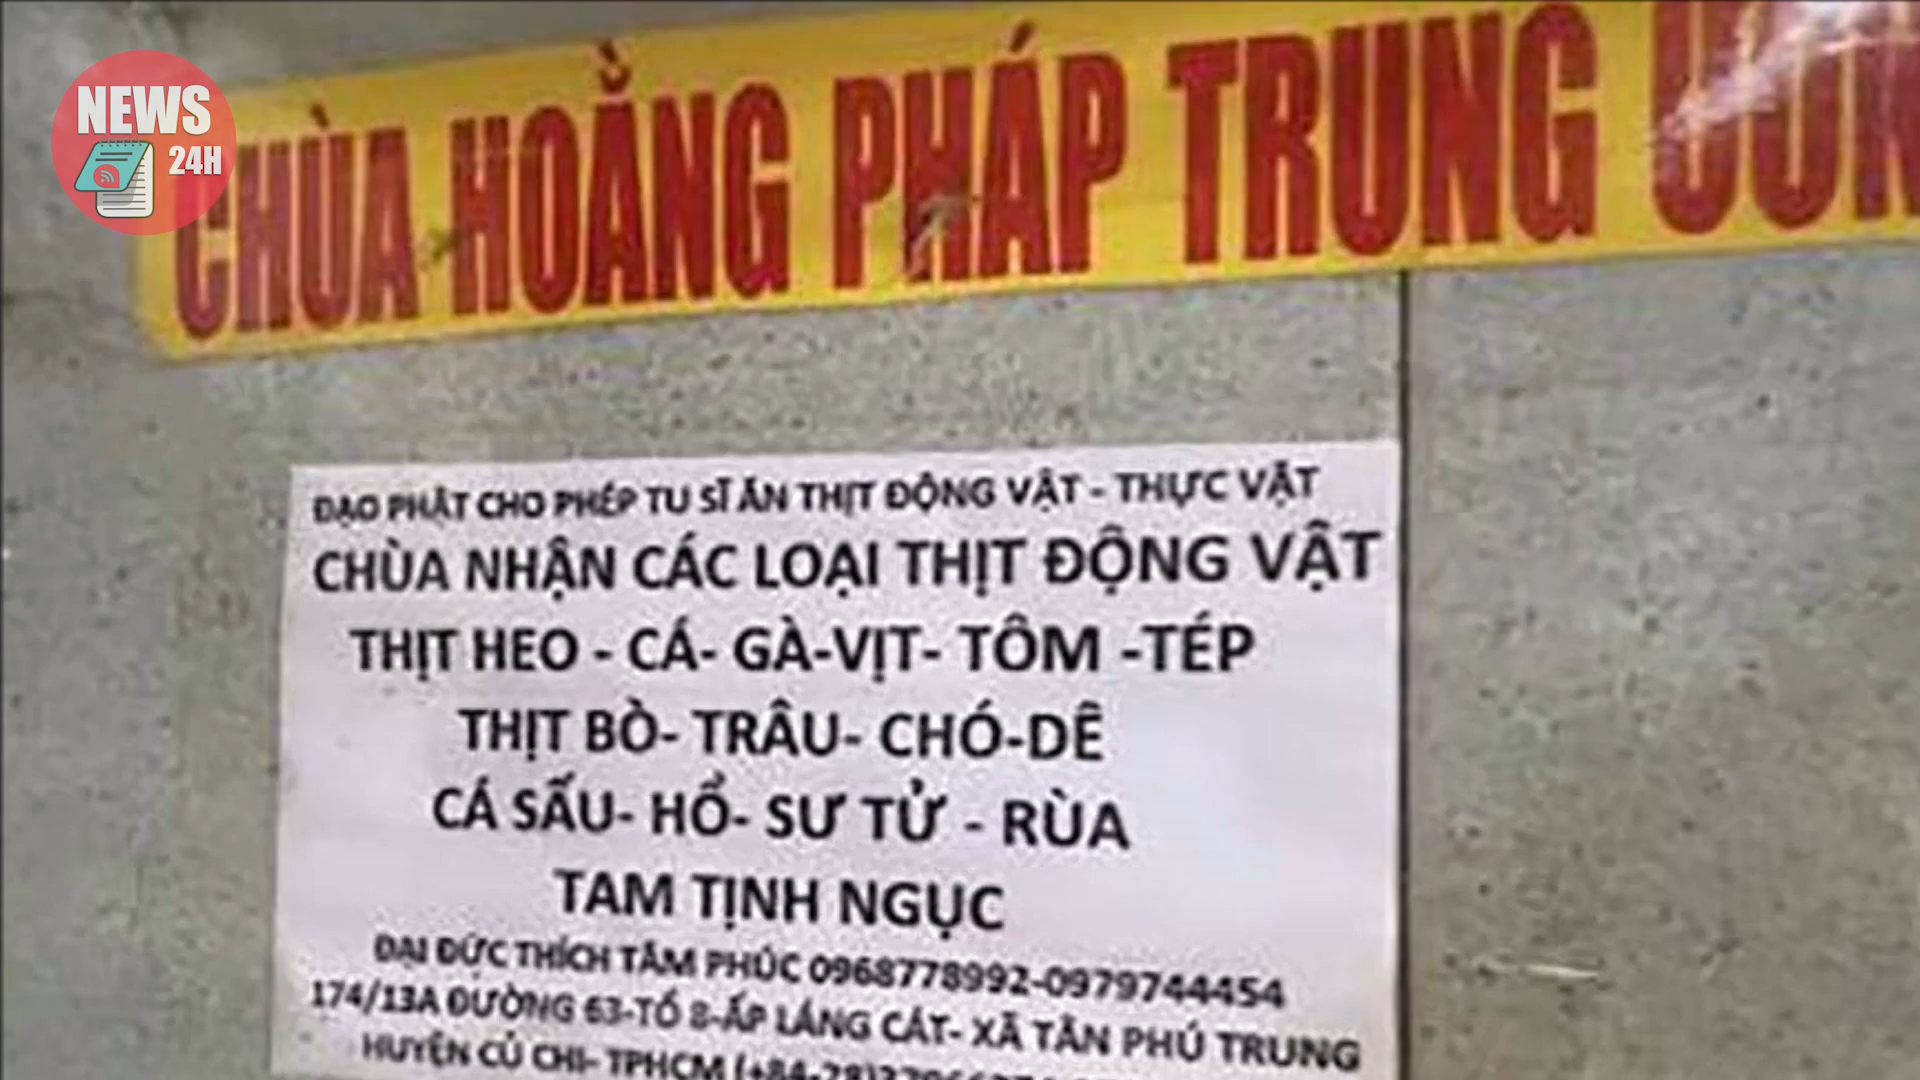 NEWS
24H
CHÙA HOẰNG PHÁP TRUNG
ĐẠO PHẬT CHO PHÉP TU SĨ ĂN THỊT ĐỘNG VẬT - THỰC VẬT
CHÙA NHẬN CÁC LOẠI THỊT ĐỘNG VẬT
THỊT HEO - CÁ- GÀ-VỊT- TÔM -TÉP
THỊT BÒ- TRÂU- CHÓ-DÊ
CÁ SẤU- HỔ- SƯ TỬ - RÙA
TAM TỊNH NGỤC
ĐẠI ĐỨC THÍCH TÂM PHÚC 0968778992-0979744454
174/13A ĐƯỜNG 63-TỔ 8-ẤP LÁNG CÁT- XÃ TÂN PHÚ TRUNG
HUYỆN CỦ CHI- TPHCM